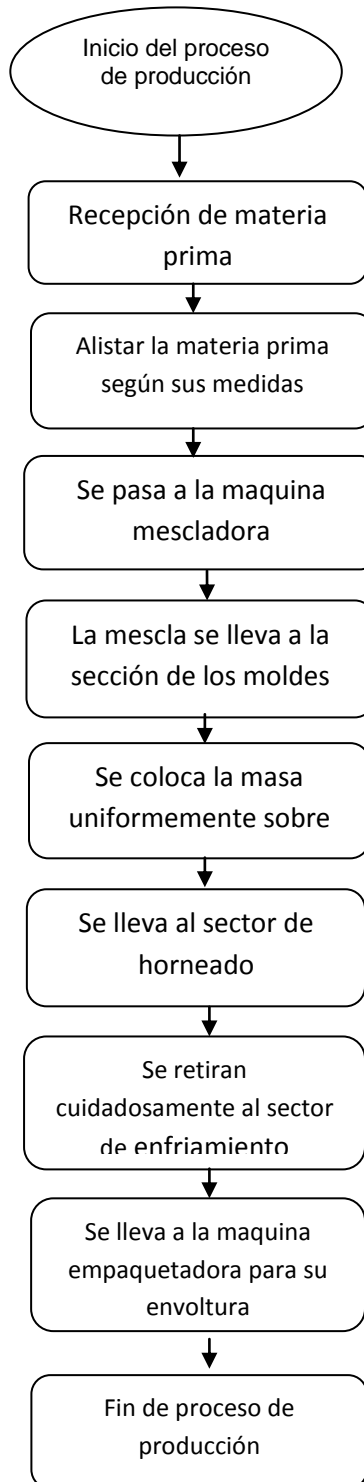 Inicio del proceso
de producción
Recepción de materia
prima
Alistar la materia prima
según sus medidas
Se pasa a la maquina
mescladora
La mescla se lleva a la
sección de los moldes
Se coloca la masa
uniformemente sobre
Se lleva al sector de
horneado
Se retiran
cuidadosamente al sector
de enfriamiento
Se lleva a la maquina
empaquetadora para su
envoltura
Fin de proceso de
producción